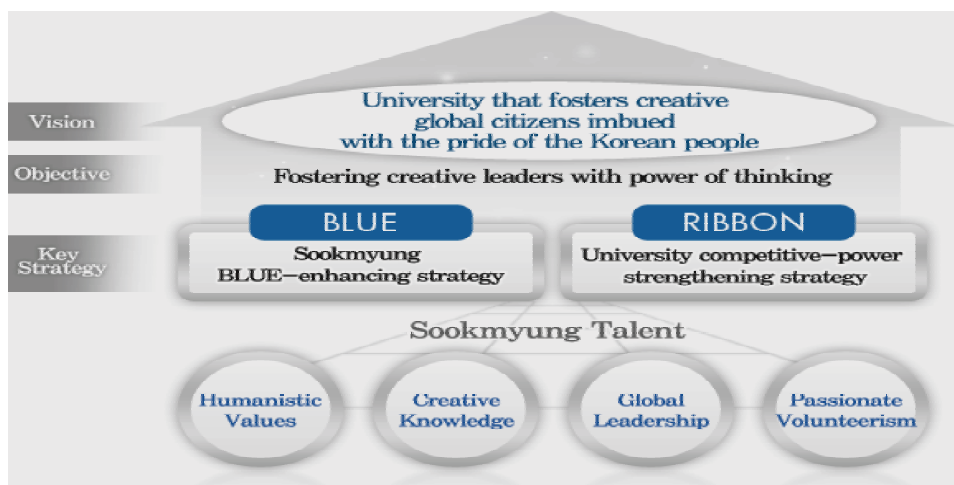 Vision
University that fosters creative
global citizens imbued
with the pride of the Korean people
Objective
Fostering creative leaders with power of thinking
Key
Strategy
BLUE
Sookmyung
BLUE-enhancing strategy
RIBBON
University competitive-power
strengthening strategy
Sookmyung Talent
Humanistic
Values
Creative
Knowledge
Global
Leadership
Passionate
Volunteerism